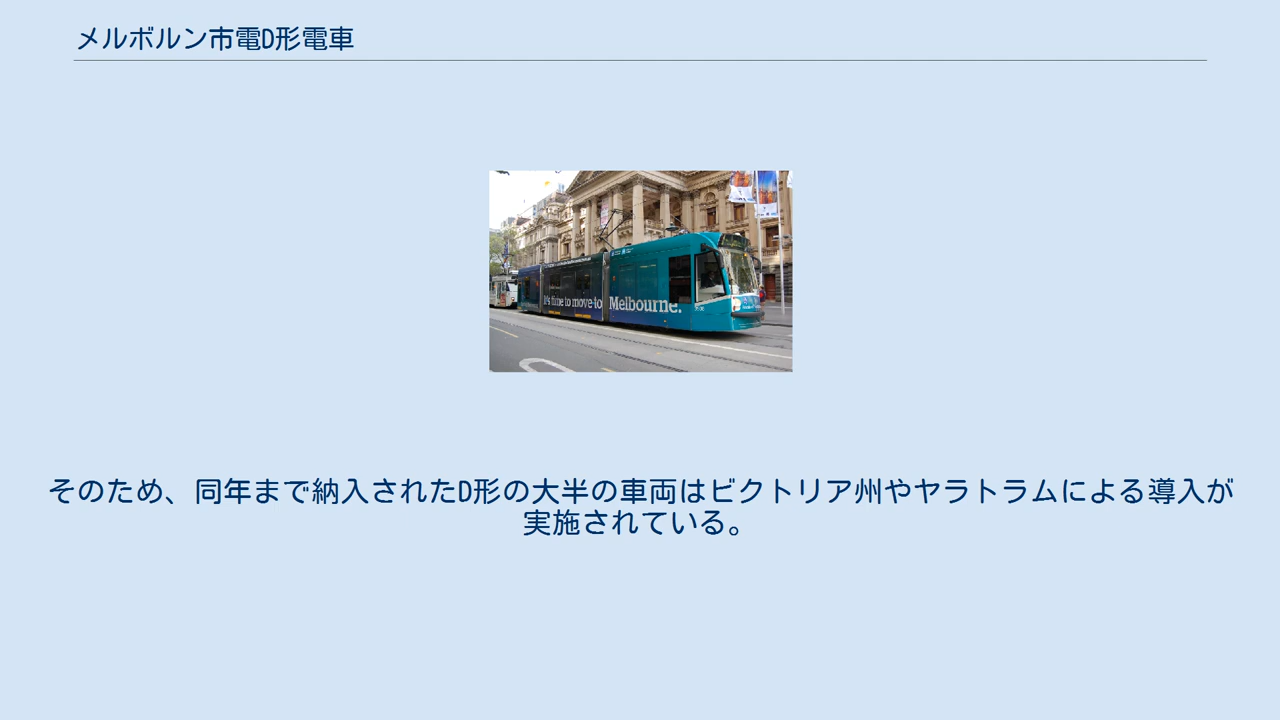 メルボルン市電D形電車
It's time to move to Melbourne.
そのため、同年まで納入されたD形の大半の車両はビクトリア州やヤラトラムによる導入が
実施されている。